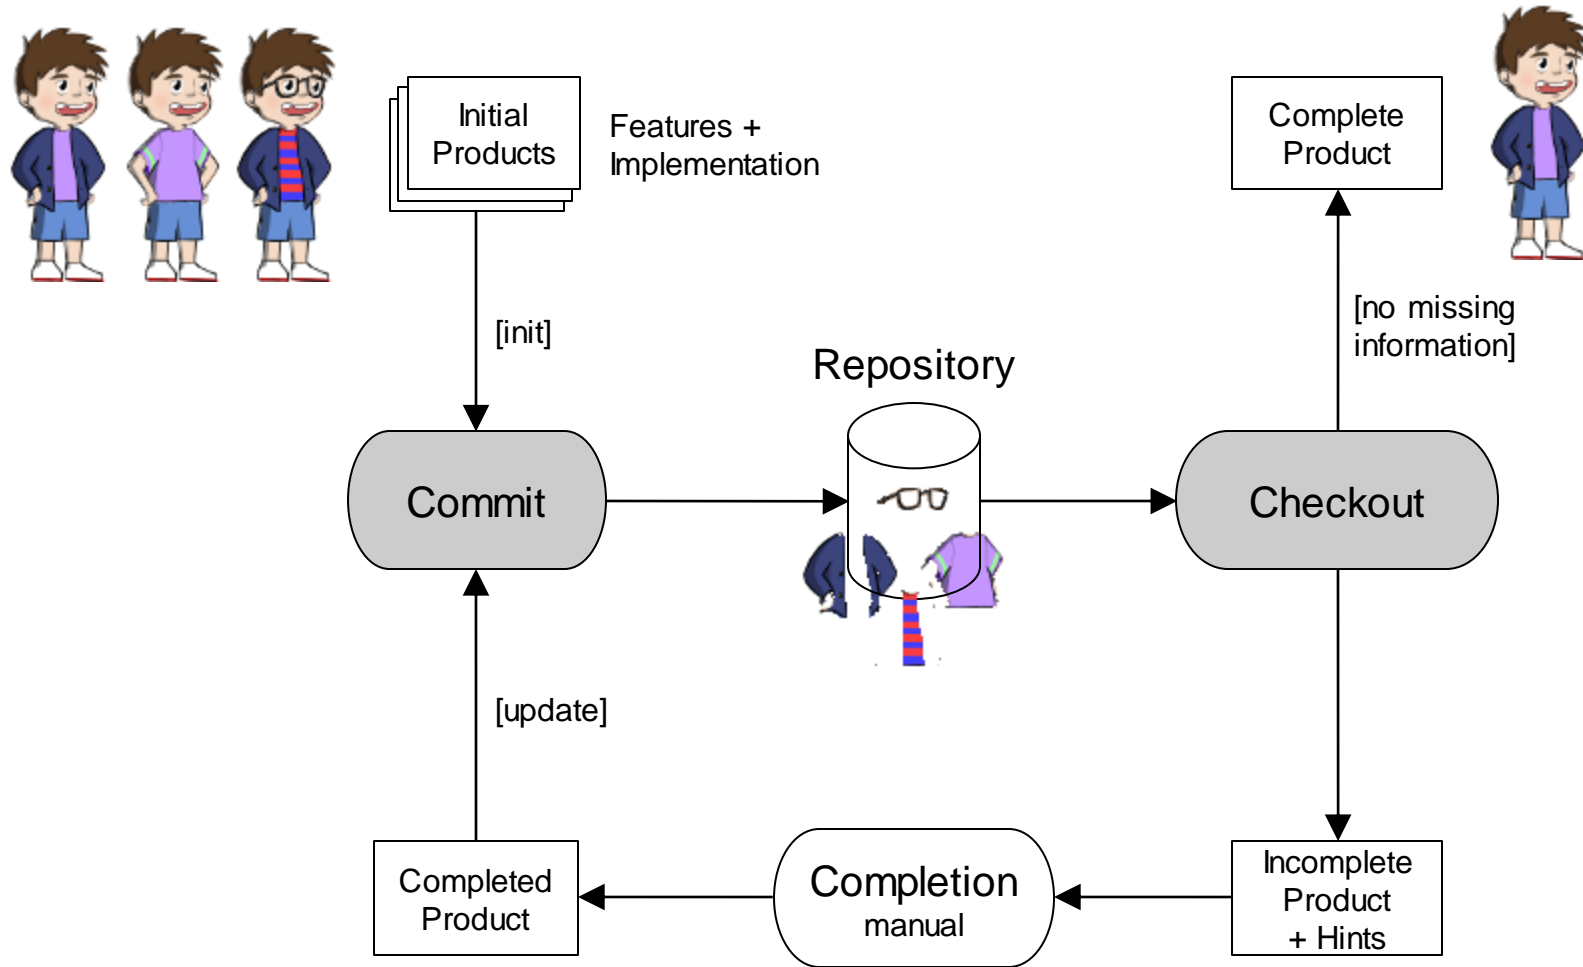 Initial
Products
Features +
Implementation
Complete
Product
[init]
[no missing
information]
Repository
Commit
Checkout
[update]
Completed
Product
Completion
manual
Incomplete
Product
+ Hints